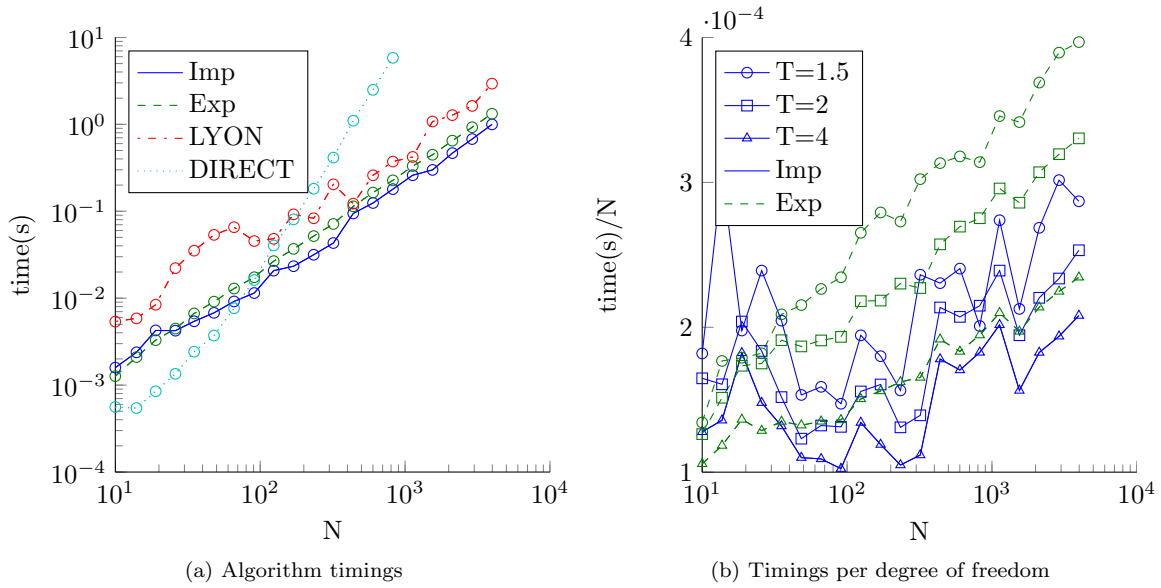 10^1
10^0
10^−1
10^−2
10^−3
10^−4
time(s)
Imp
Exp
LYON
DIRECT
10^1
10^2
10^3
10^4
N
(a) Algorithm timings
·10^−4
4
3
2
1
time(s)/N
T=1.5
T=2
T=4
Imp
Exp
10^1
10^2
10^3
10^4
N
(b) Timings per degree of freedom